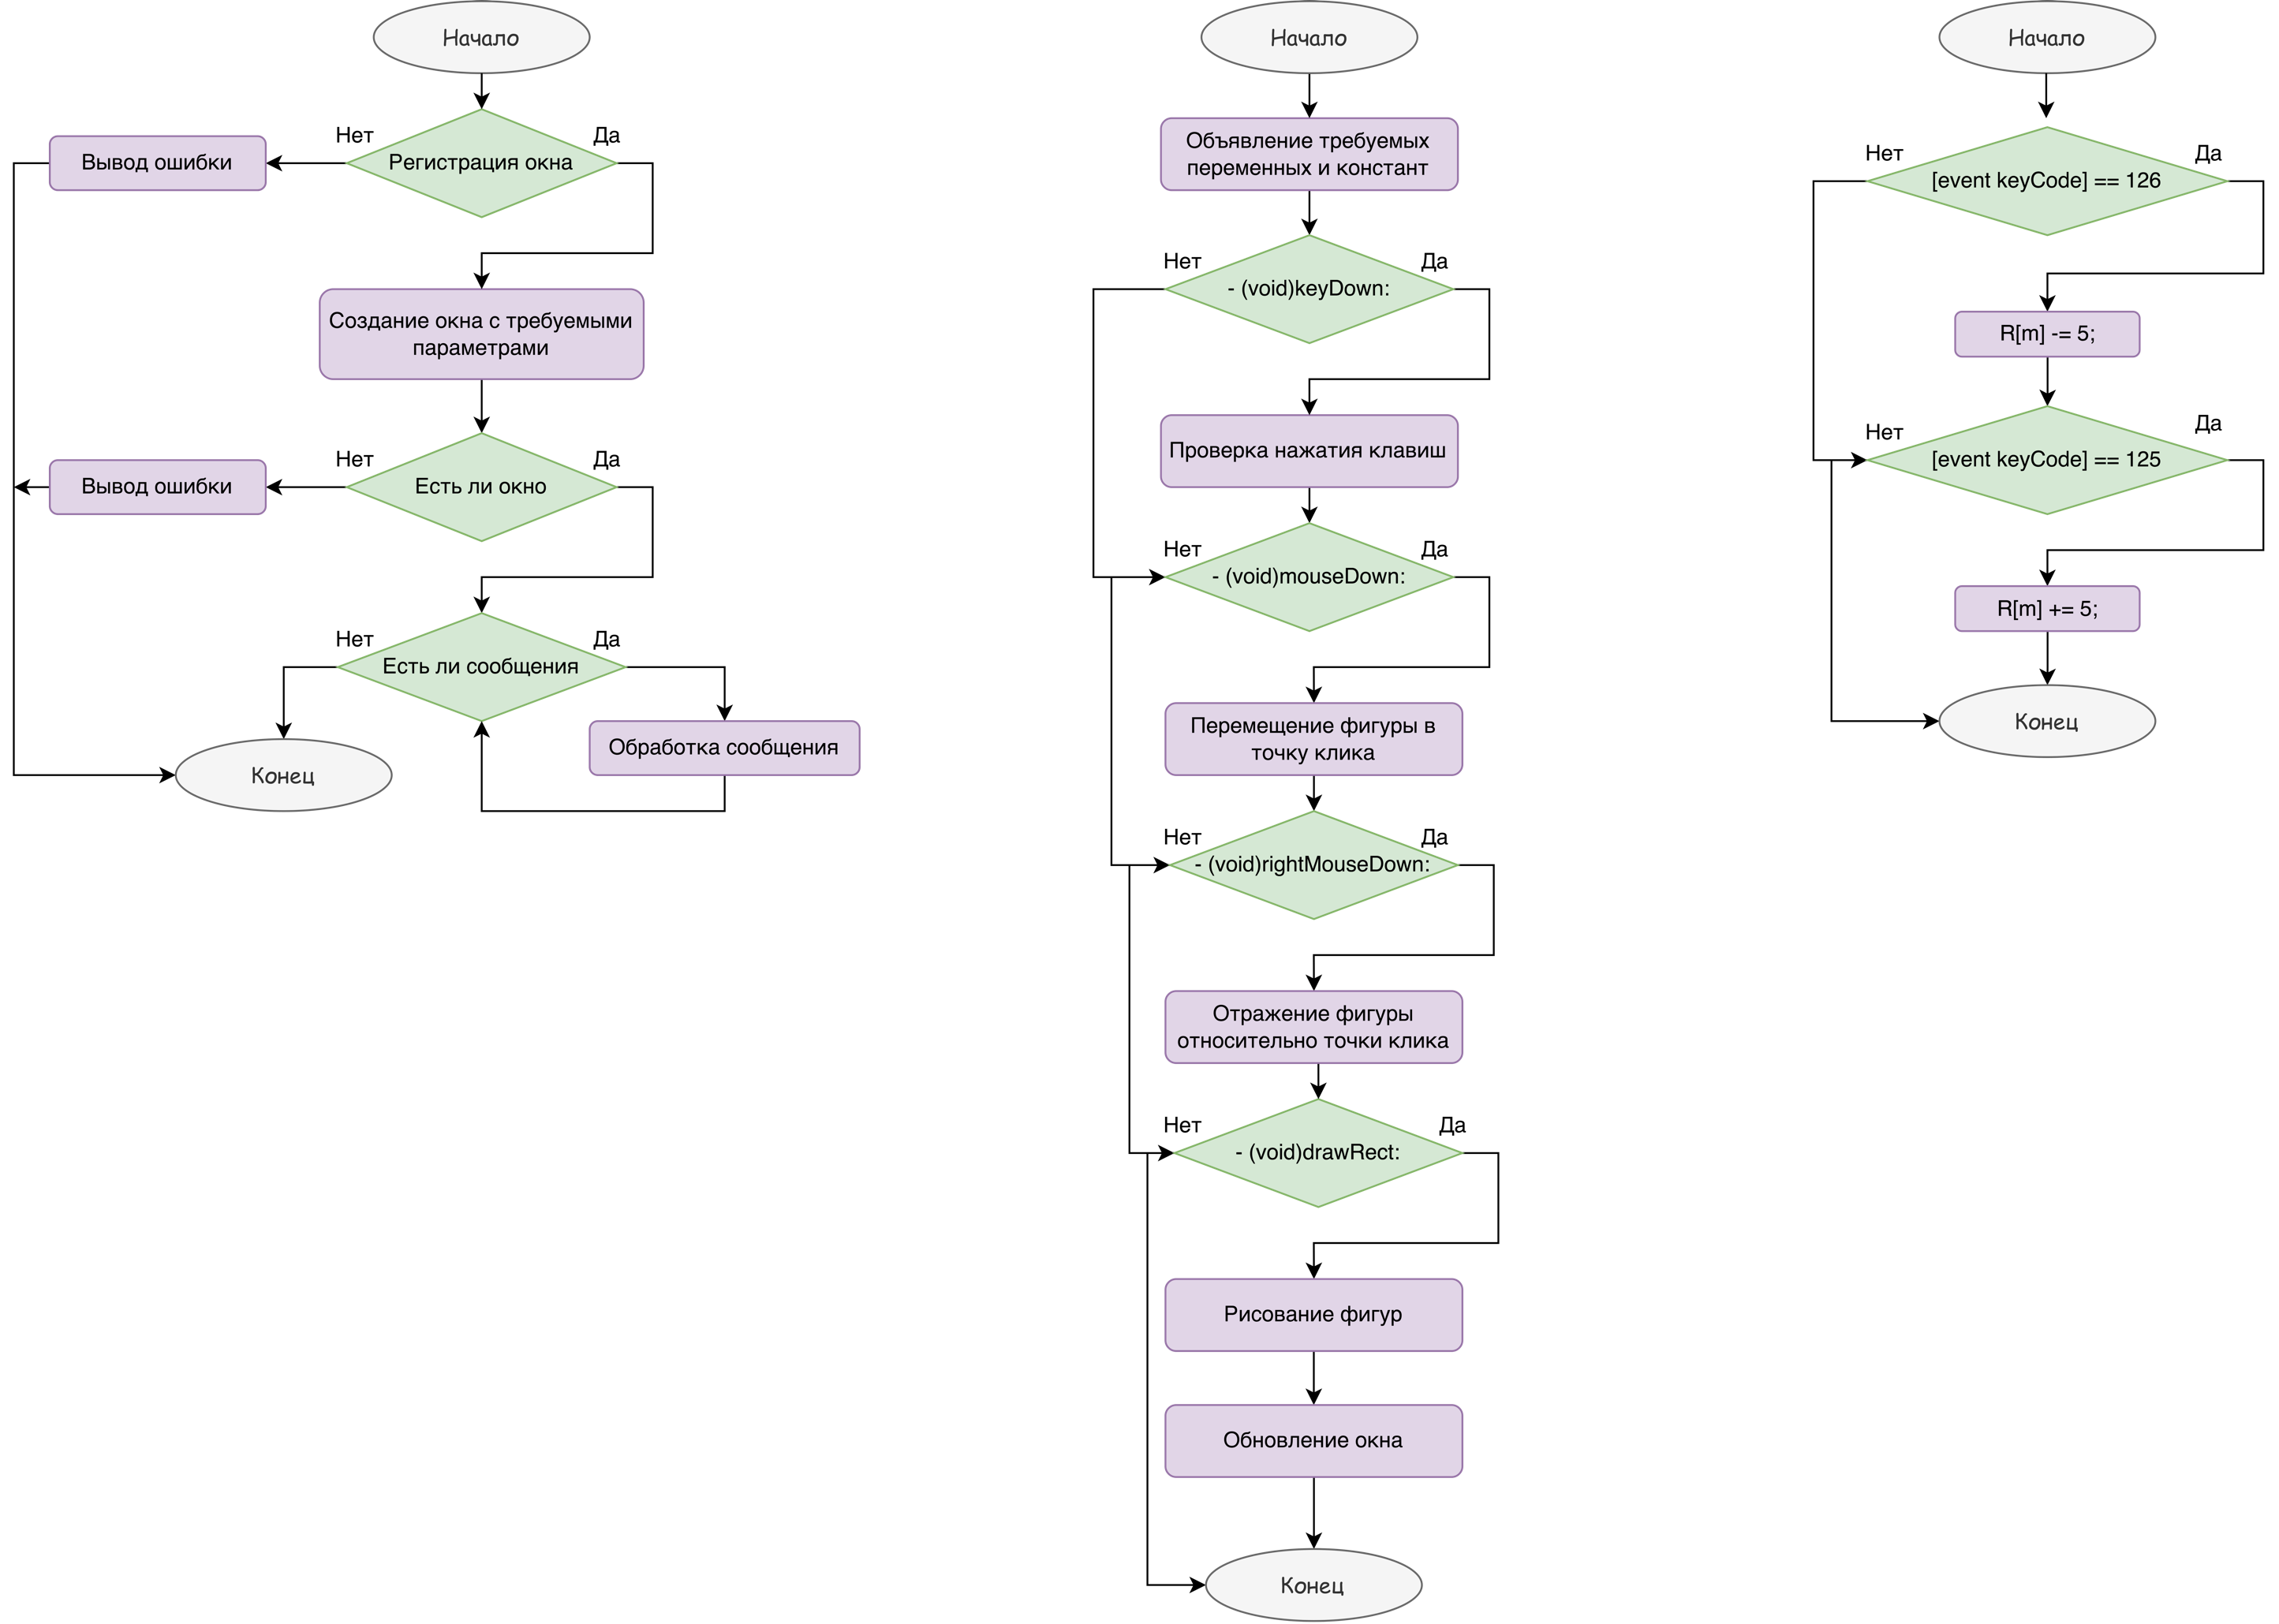 Начало
Нет
Да
Регистрация окна
Вывод ошибки
Создание окна с требуемыми
параметрами
Нет
Да
Есть ли окно
Вывод ошибки
Нет
Да
Есть ли сообщения
Обработка сообщения
Конец
Начало
Объявление требуемых
переменных и констант
Нет
Да
- (void)keyDown:
Проверка нажатия клавиш
Нет
Да
- (void)mouseDown:
Перемещение фигуры в
точку клика
Нет
Да
- (void)rightMouseDown:
Отражение фигуры
относительно точки клика
Нет
Да
- (void)drawRect:
Рисование фигур
Обновление окна
Конец
Начало
Нет
Да
[event keyCode] == 126
R[m] -= 5;
Нет
Да
[event keyCode] == 125
R[m] += 5;
Конец